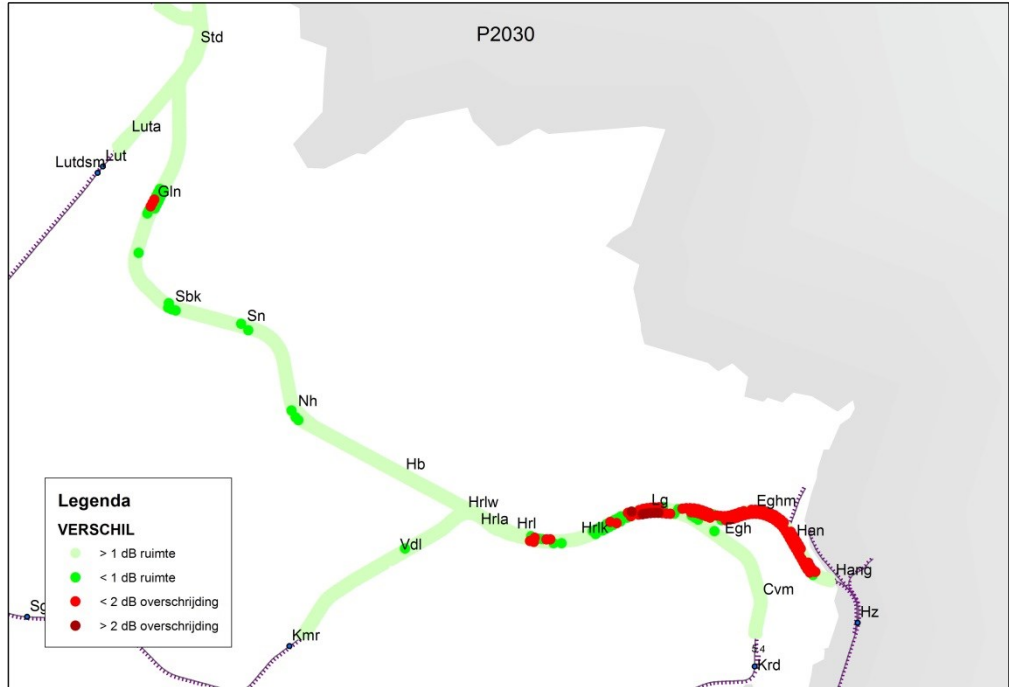 P2030
Std
Luta
Lut
Lutdsm
Gln
Sbk
Sn
Nh
Hb
Hrlw
Hrla
Hrl
Hrlk
Lg
Eghm
Egh
Han
Hang
Vdl
Cvm
Hz
Kmr
Krd
Legenda
VERSCHIL
> 1 dB ruimte
< 1 dB ruimte
< 2 dB overschrijding
> 2 dB overschrijding